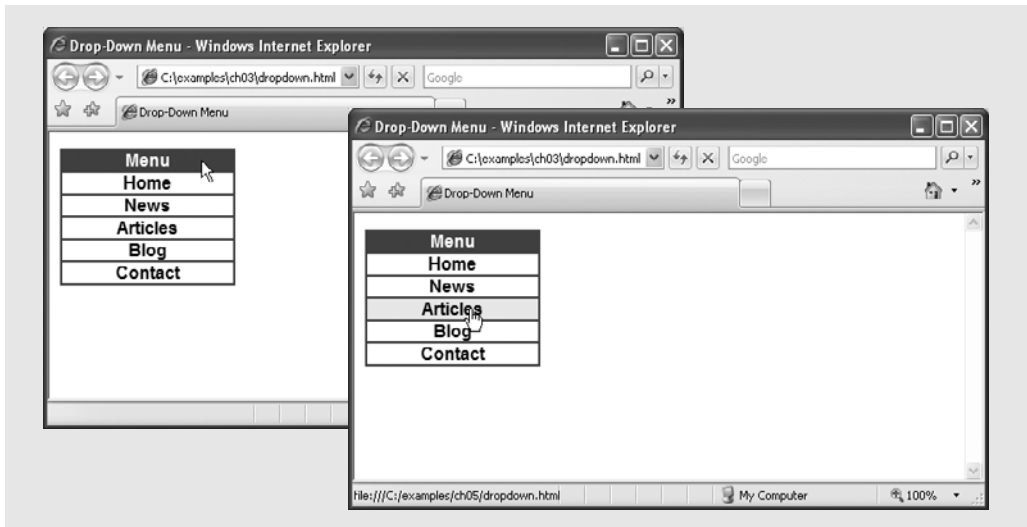 Drop-Down Menu - Windows Internet Explorer
C:\examples\ch03\dropdown.html
Google
Drop-Down Menu
Menu
Home
News
Articles
Blog
Contact
Drop-Down Menu - Windows Internet Explorer
C:\examples\ch03\dropdown.html
Google
Drop-Down Menu
Menu
Home
News
Articles
Blog
Contact
file:///C:/examples/ch05/dropdown.html
My Computer
100%